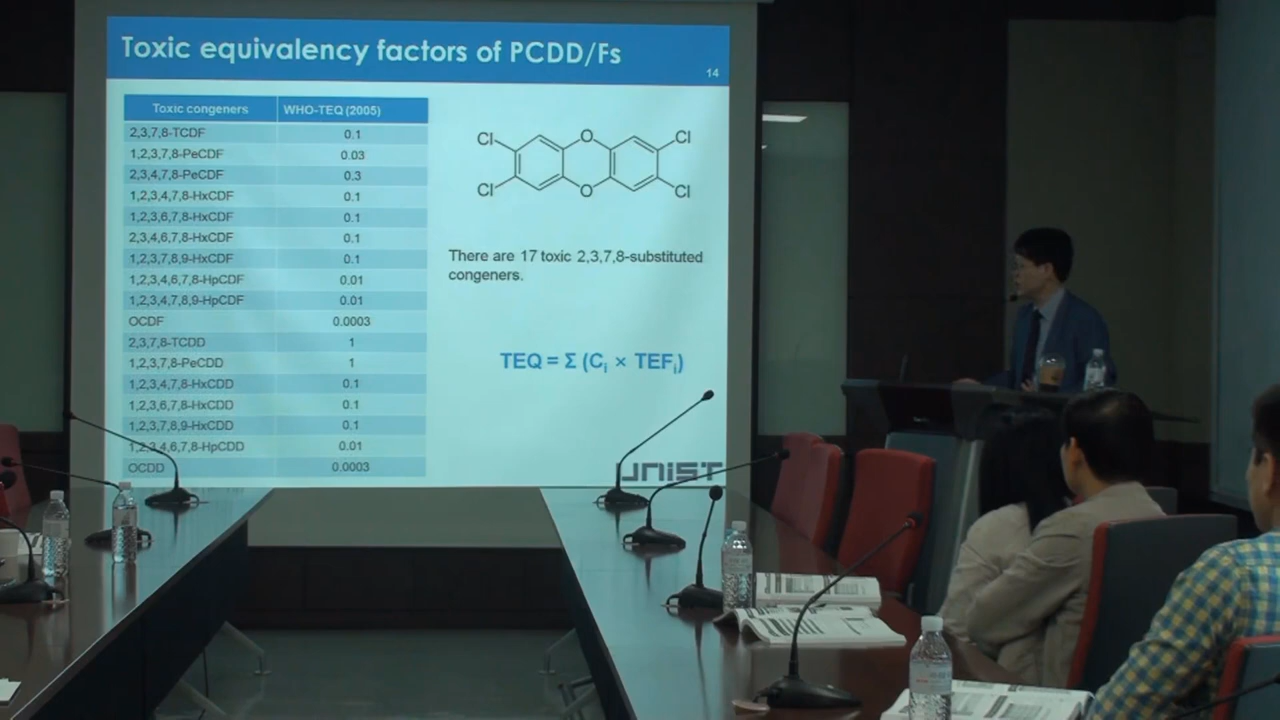 Toxic equivalency factors of PCDD/Fs
14
Toxic congeners WHO-TEQ (2005)
2,3,7,8-TCDF 0.1
1,2,3,7,8-PeCDF 0.03
2,3,4,7,8-PeCDF 0.3
1,2,3,4,7,8-HxCDF 0.1
1,2,3,6,7,8-HxCDF 0.1
2,3,4,6,7,8-HxCDF 0.1
1,2,3,7,8,9-HxCDF 0.1
1,2,3,4,6,7,8-HpCDF 0.01
1,2,3,4,7,8,9-HpCDF 0.01
OCDF 0.0003
2,3,7,8-TCDD 1
1,2,3,7,8-PeCDD 1
1,2,3,4,7,8-HxCDD 0.1
1,2,3,6,7,8-HxCDD 0.1
1,2,3,7,8,9-HxCDD 0.1
1,2,3,4,6,7,8-HpCDD 0.01
OCDD 0.0003
Cl O Cl
Cl O Cl
There are 17 toxic 2,3,7,8-substituted
congeners.
TEQ = Σ (Ci × TEFi)
UNIST